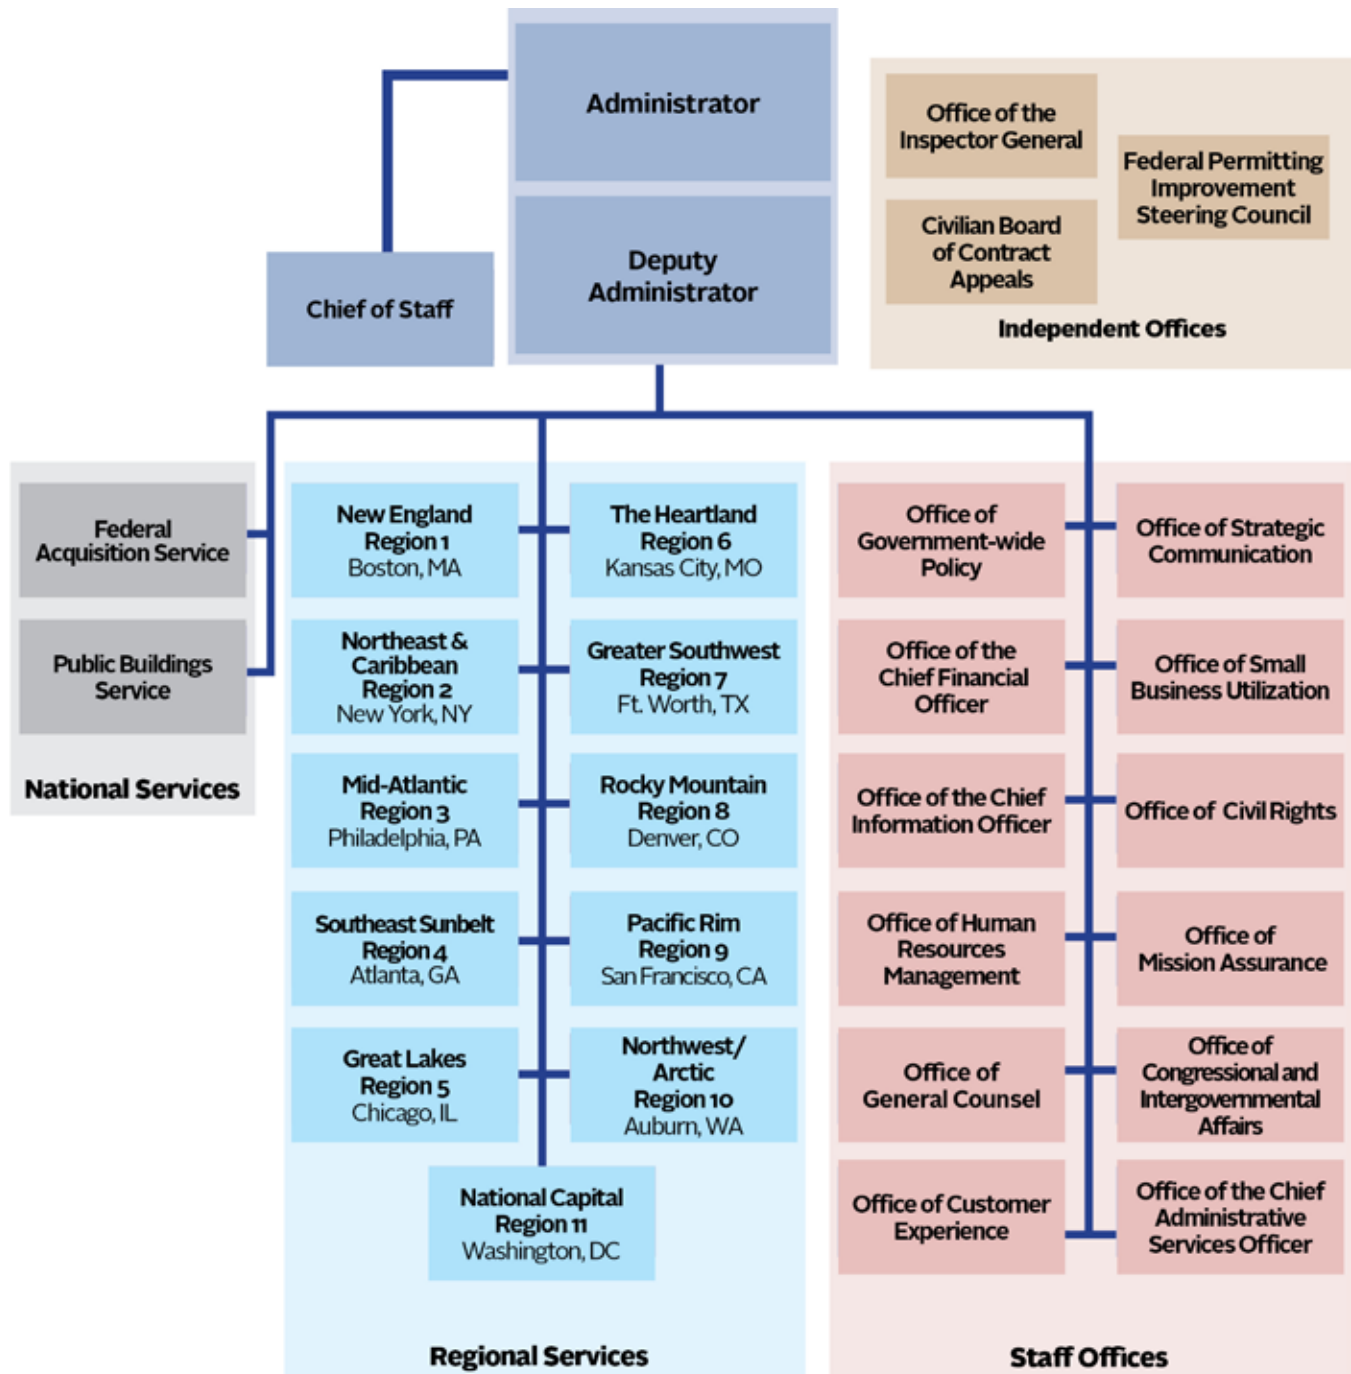 Administrator
Deputy
Administrator
Chief of Staff
Office of the
Inspector General
Civilian Board
of Contract
Appeals
Federal Permitting
Improvement
Steering Council
Independent Offices
Federal
Acquisition Service
Public Buildings
Service
National Services
New England
Region 1
Boston, MA
The Heartland
Region 6
Kansas City, MO
Northeast &
Caribbean
Region 2
New York, NY
Greater Southwest
Region 7
Ft. Worth, TX
Mid-Atlantic
Region 3
Philadelphia, PA
Rocky Mountain
Region 8
Denver, CO
Southeast Sunbelt
Region 4
Atlanta, GA
Pacific Rim
Region 9
San Francisco, CA
Great Lakes
Region 5
Chicago, IL
Northwest/
Arctic
Region 10
Auburn, WA
National Capital
Region 11
Washington, DC
Regional Services
Office of
Government-wide
Policy
Office of Strategic
Communication
Office of the
Chief Financial
Officer
Office of Small
Business Utilization
Office of the Chief
Information Officer
Office of Civil Rights
Office of Human
Resources
Management
Office of
Mission Assurance
Office of
General Counsel
Office of
Congressional and
Intergovernmental
Affairs
Office of Customer
Experience
Office of the Chief
Administrative
Services Officer
Staff Offices